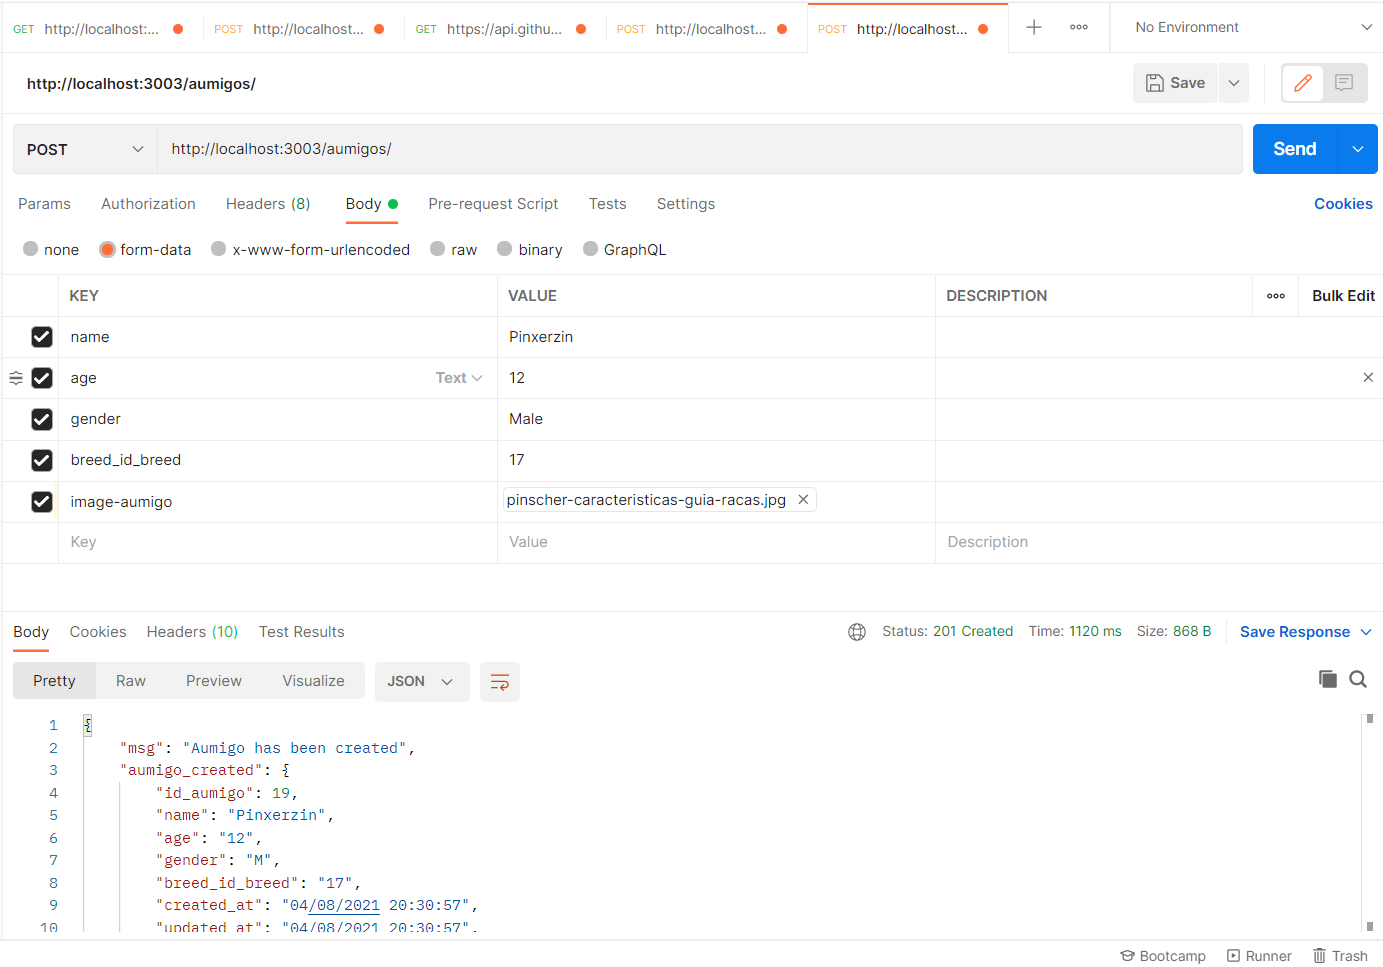 GET http://localhost:... POST http://localhost... GET https://api.githu... POST http://localhost... POST http://localhost... No Environment
http://localhost:3003/aumigos/ Save
POST http://localhost:3003/aumigos/ Send
Params Authorization Headers (8) Body Pre-request Script Tests Settings Cookies
none form-data x-www-form-urlencoded raw binary GraphQL
KEY VALUE DESCRIPTION Bulk Edit
name Pinxerzin
age Text 12
gender Male
breed_id_breed 17
image-aumigo pinscher-caracteristicas-guia-racas.jpg
Key Value Description
Body Cookies Headers (10) Test Results Status: 201 Created Time: 1120 ms Size: 868 B Save Response
Pretty Raw Preview Visualize JSON
1 {
2 "msg": "Aumigo has been created",
3 "aumigo_created": {
4 "id_aumigo": 19,
5 "name": "Pinxerzin",
6 "age": "12",
7 "gender": "M",
8 "breed_id_breed": "17",
9 "created_at": "04/08/2021 20:30:57",
10 "updated_at": "04/08/2021 20:30:57",
Bootcamp Runner Trash